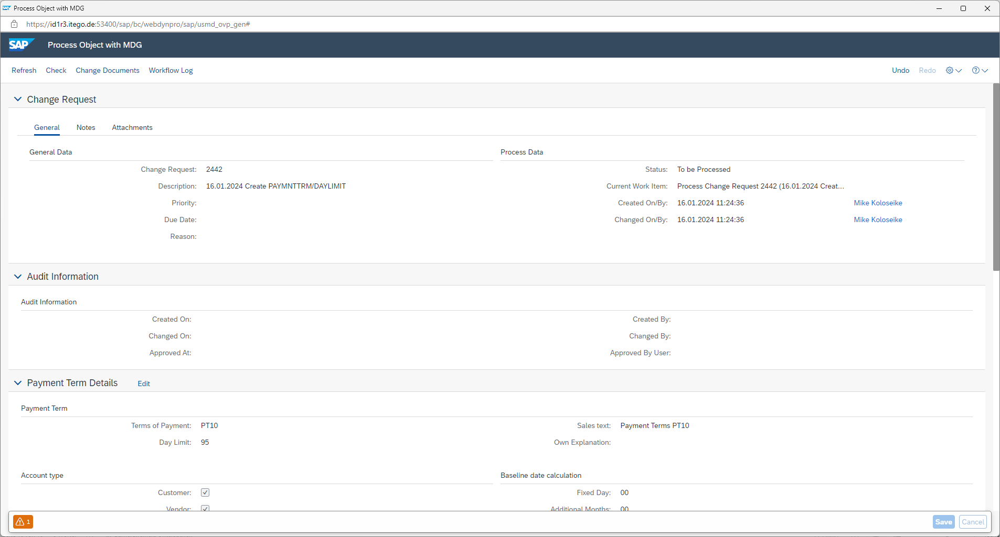 Process Object with MDG
https://id1r3.itego.de:53400/sap/bc/webdynpro/sap/usmd_ovp_gen#
SAP Process Object with MDG
Refresh Check Change Documents Workflow Log Undo Redo
Change Request
General Notes Attachments
General Data Process Data
Change Request: 2442 Status: To be Processed
Description: 16.01.2024 Create PAYMNTTRM/DAYLIMIT Current Work Item: Process Change Request 2442 (16.01.2024 Creat...
Priority: Created On/By: 16.01.2024 11:24:36 Mike Koloseike
Due Date: Changed On/By: 16.01.2024 11:24:36 Mike Koloseike
Reason:
Audit Information
Audit Information
Created On: Created By:
Changed On: Changed By:
Approved At: Approved By User:
Payment Term Details Edit
Payment Term
Terms of Payment: PT10 Sales text: Payment Terms PT10
Day Limit: 95 Own Explanation:
Account type Baseline date calculation
Customer: Fixed Day: 00
Vendor: Additional Months: 00
1 Save Cancel